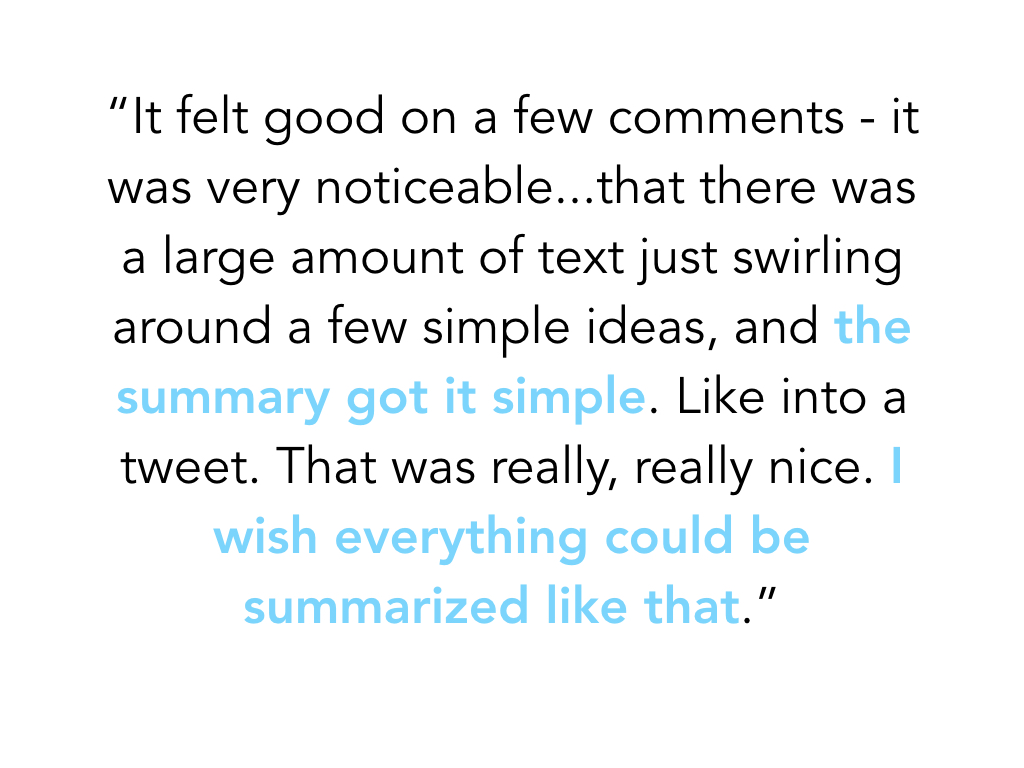 “It felt good on a few comments - it
was very noticeable...that there was
a large amount of text just swirling
around a few simple ideas, and the
summary got it simple. Like into a
tweet. That was really, really nice. I
wish everything could be
summarized like that.”